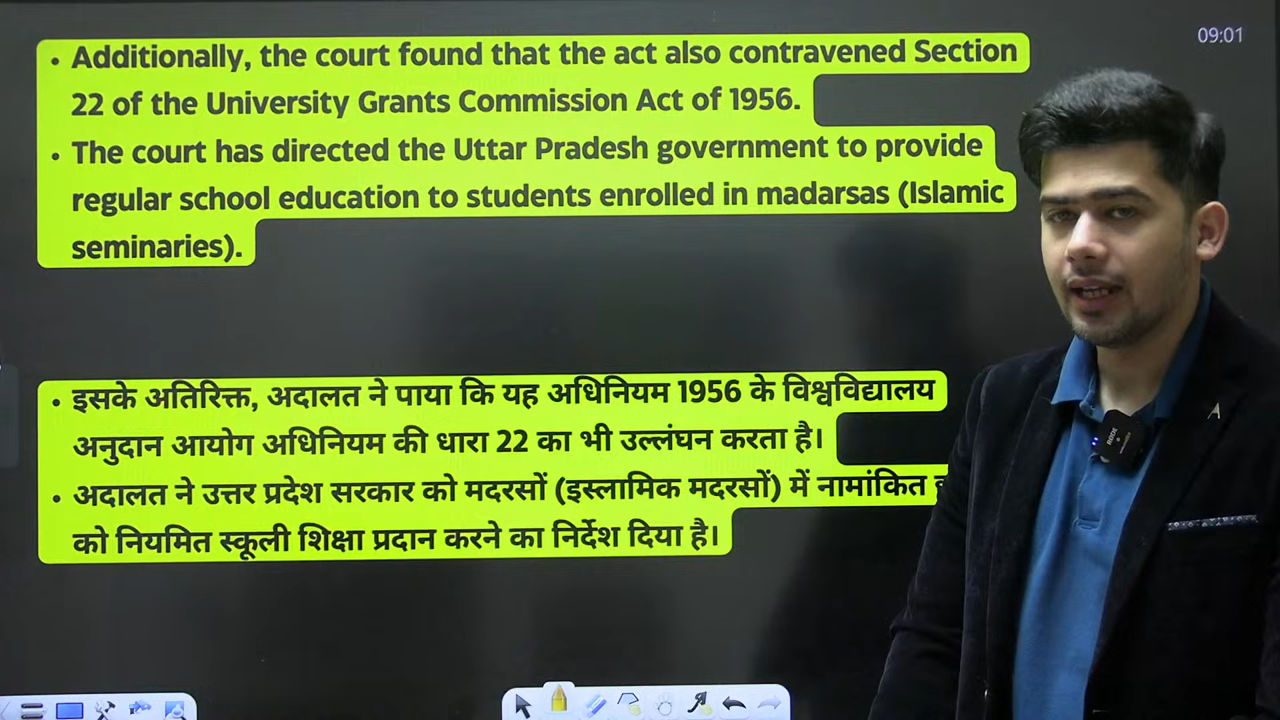 09:01
• Additionally, the court found that the act also contravened Section
22 of the University Grants Commission Act of 1956.
• The court has directed the Uttar Pradesh government to provide
regular school education to students enrolled in madarsas (Islamic
seminaries).
• इसके अतिरिक्त, अदालत ने पाया कि यह अधिनियम 1956 के विश्वविद्यालय
अनुदान आयोग अधिनियम की धारा 22 का भी उल्लंघन करता है।
• अदालत ने उत्तर प्रदेश सरकार को मदरसों (इस्लामिक मदरसों) में नामांकित
को नियमित स्कूली शिक्षा प्रदान करने का निर्देश दिया है।
RODE